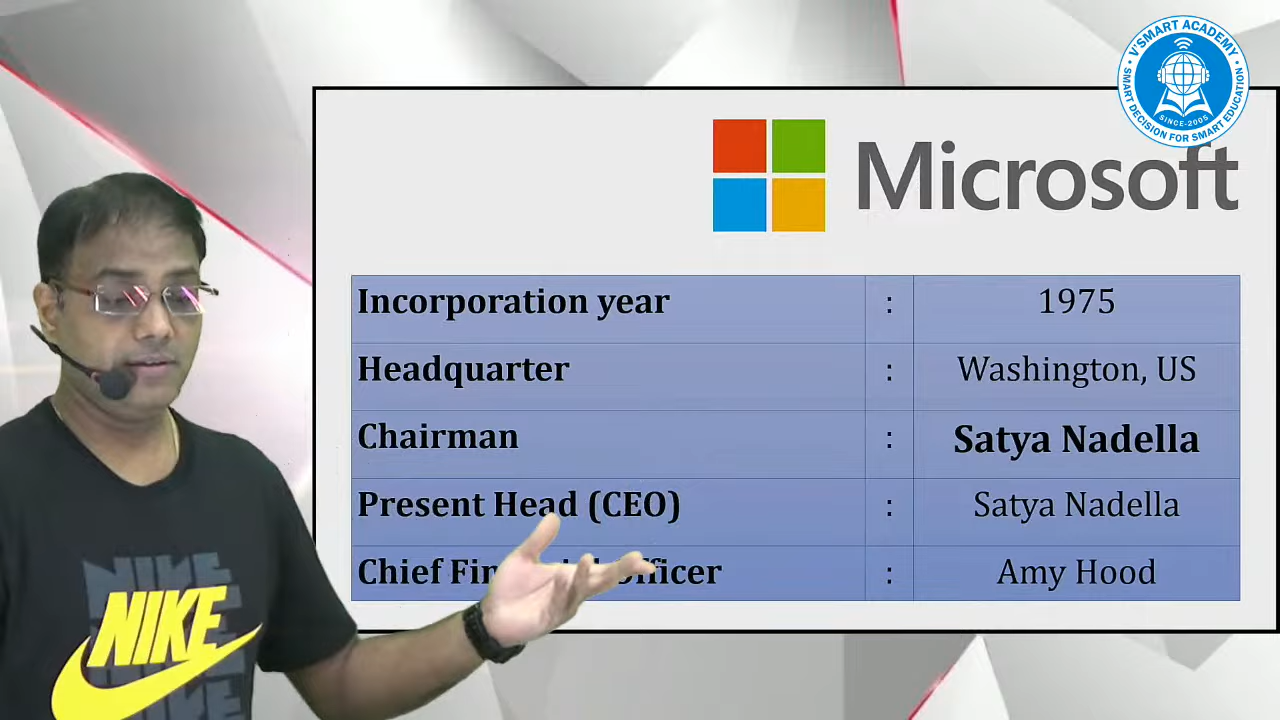 V'SMART ACADEMY
SMART DECISION FOR SMART EDUCATION
SINCE-2005
Microsoft
Incorporation year : 1975
Headquarter : Washington, US
Chairman : Satya Nadella
Present Head (CEO) : Satya Nadella
Chief Financial Officer : Amy Hood
NIKE